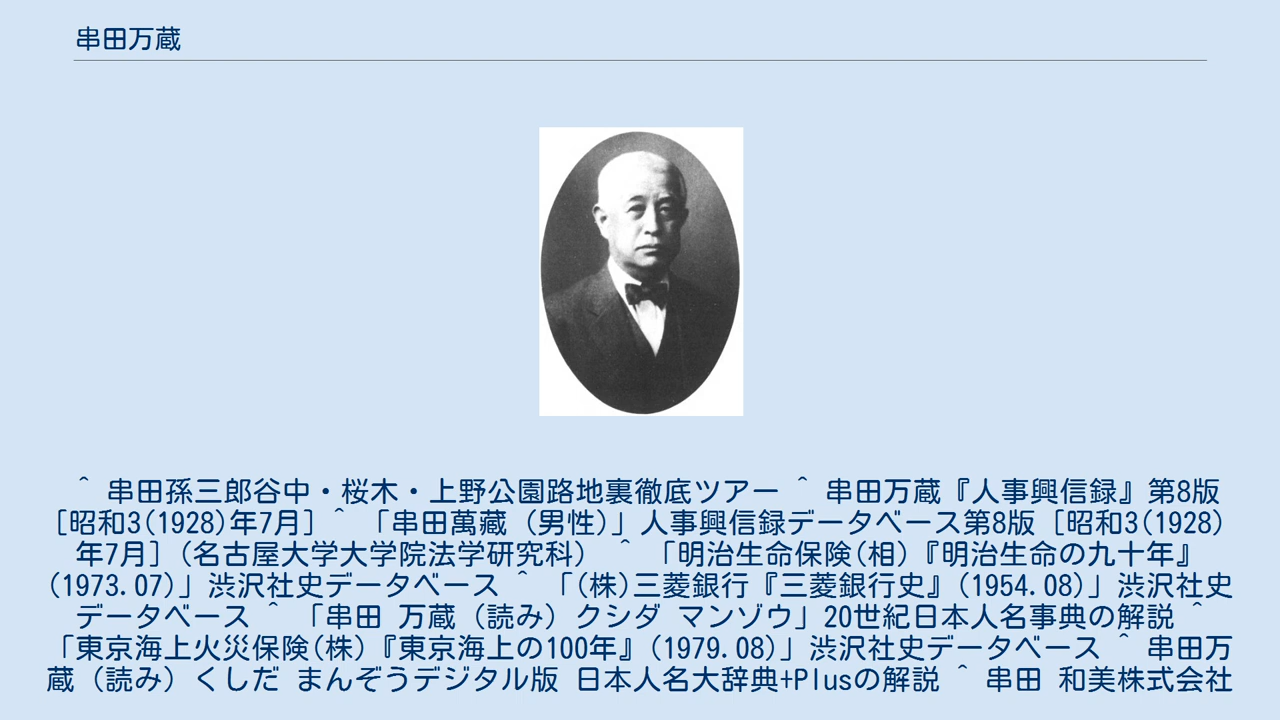 串田万蔵
^ 串田孫三郎谷中・桜木・上野公園路地裏徹底ツアー ^ 串田万蔵『人事興信録』第8版
[昭和3(1928)年7月] ^ 「串田萬藏 (男性)」人事興信録データベース第8版 [昭和3(1928)
年7月](名古屋大学大学院法学研究科) ^ 「明治生命保険(相)『明治生命の九十年』
(1973.07)」渋沢社史データベース ^ 「(株)三菱銀行『三菱銀行史』(1954.08)」渋沢社史
データベース ^ 「串田 万蔵 (読み) クシダ マンゾウ」20世紀日本人名事典の解説 ^
「東京海上火災保険(株)『東京海上の100年』(1979.08)」渋沢社史データベース ^ 串田万
蔵 (読み) くしだ まんぞうデジタル版 日本人名大辞典+Plusの解説 ^ 串田 和美株式会社